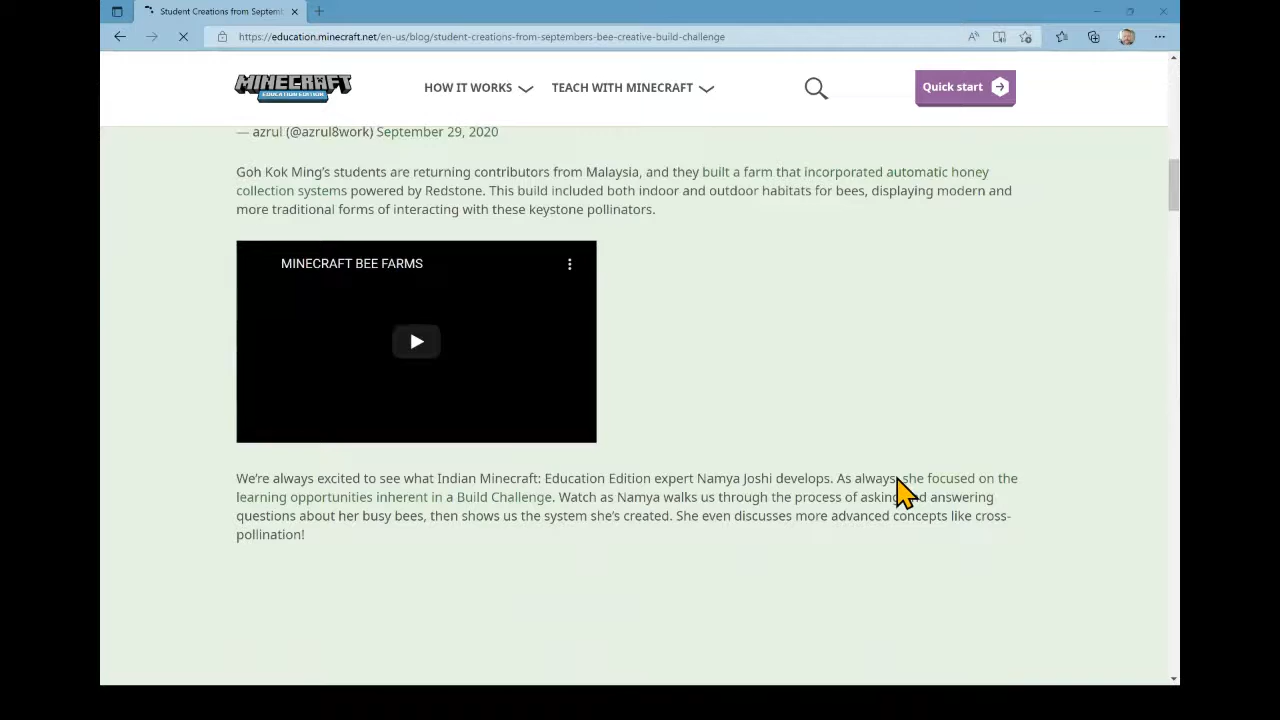 Student Creations from Septemb
https://education.minecraft.net/en-us/blog/student-creations-from-septembers-bee-creative-build-challenge
MINECRAFT
EDUCATION EDITION
HOW IT WORKS
TEACH WITH MINECRAFT
Quick start
— azrul (@azrul8work) September 29, 2020
Goh Kok Ming's students are returning contributors from Malaysia, and they built a farm that incorporated automatic honey
collection systems powered by Redstone. This build included both indoor and outdoor habitats for bees, displaying modern and
more traditional forms of interacting with these keystone pollinators.
MINECRAFT BEE FARMS
We're always excited to see what Indian Minecraft: Education Edition expert Namya Joshi develops. As always, she focused on the
learning opportunities inherent in a Build Challenge. Watch as Namya walks us through the process of asking and answering
questions about her busy bees, then shows us the system she's created. She even discusses more advanced concepts like cross-
pollination!